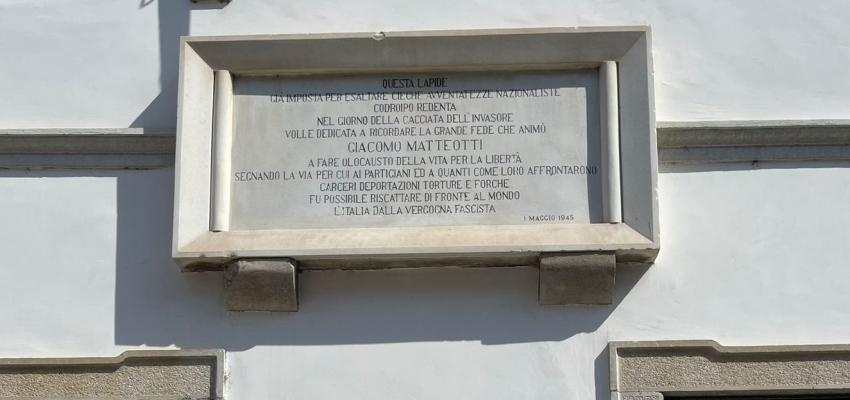 QUESTA LAPIDE
GIÀ IMPOSTA PER ESALTARE CIECHE AVVENTATEZZE NAZIONALISTE
CODROIPO REDENTA
NEL GIORNO DELLA CACCIATA DELL'INVASORE
VOLLE DEDICATA A RICORDARE LA GRANDE FEDE CHE ANIMÒ
GIACOMO MATTEOTTI
A FARE OLOCAUSTO DELLA VITA PER LA LIBERTÀ
SEGNANDO LA VIA PER CUI AI PARTIGIANI ED A QUANTI COME LORO AFFRONTARONO
CARCERI DEPORTAZIONI TORTURE E FORCHE
FU POSSIBILE RISCATTARE DI FRONTE AL MONDO
L'ITALIA DALLA VERGOGNA FASCISTA
1 MAGGIO 1945